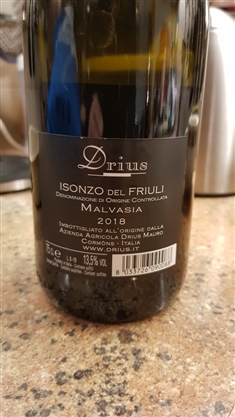 Drius
ISONZO DEL FRIULI
DENOMINAZIONE DI ORIGINE CONTROLLATA
MALVASIA
2018
IMBOTTIGLIATO ALL'ORIGINE DALLA
AZIENDA AGRICOLA DRIUS MAURO
CORMÒNS - ITALIA
WWW.DRIUS.IT
13,5% VOL